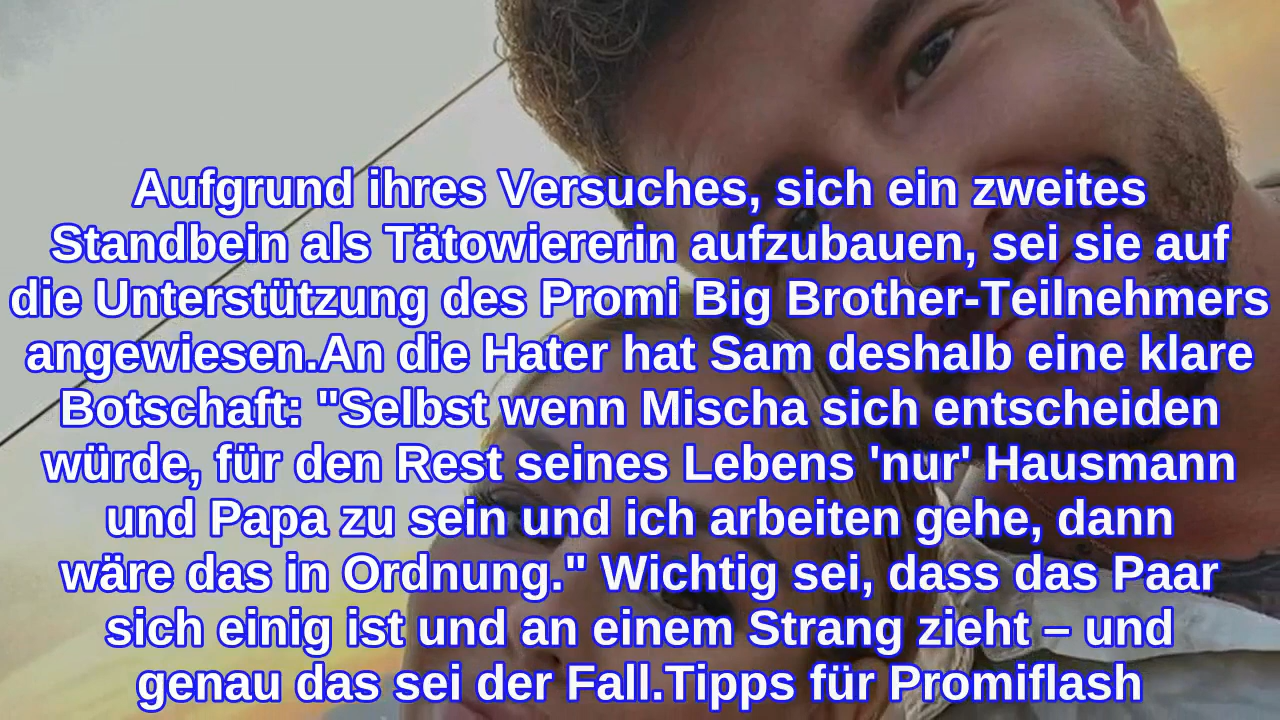 Aufgrund ihres Versuches, sich ein zweites
Standbein als Tätowiererin aufzubauen, sei sie auf
die Unterstützung des Promi Big Brother-Teilnehmers
angewiesen.An die Hater hat Sam deshalb eine klare
Botschaft: "Selbst wenn Mischa sich entscheiden
würde, für den Rest seines Lebens 'nur' Hausmann
und Papa zu sein und ich arbeiten gehe, dann
wäre das in Ordnung." Wichtig sei, dass das Paar
sich einig ist und an einem Strang zieht – und
genau das sei der Fall.Tipps für Promiflash